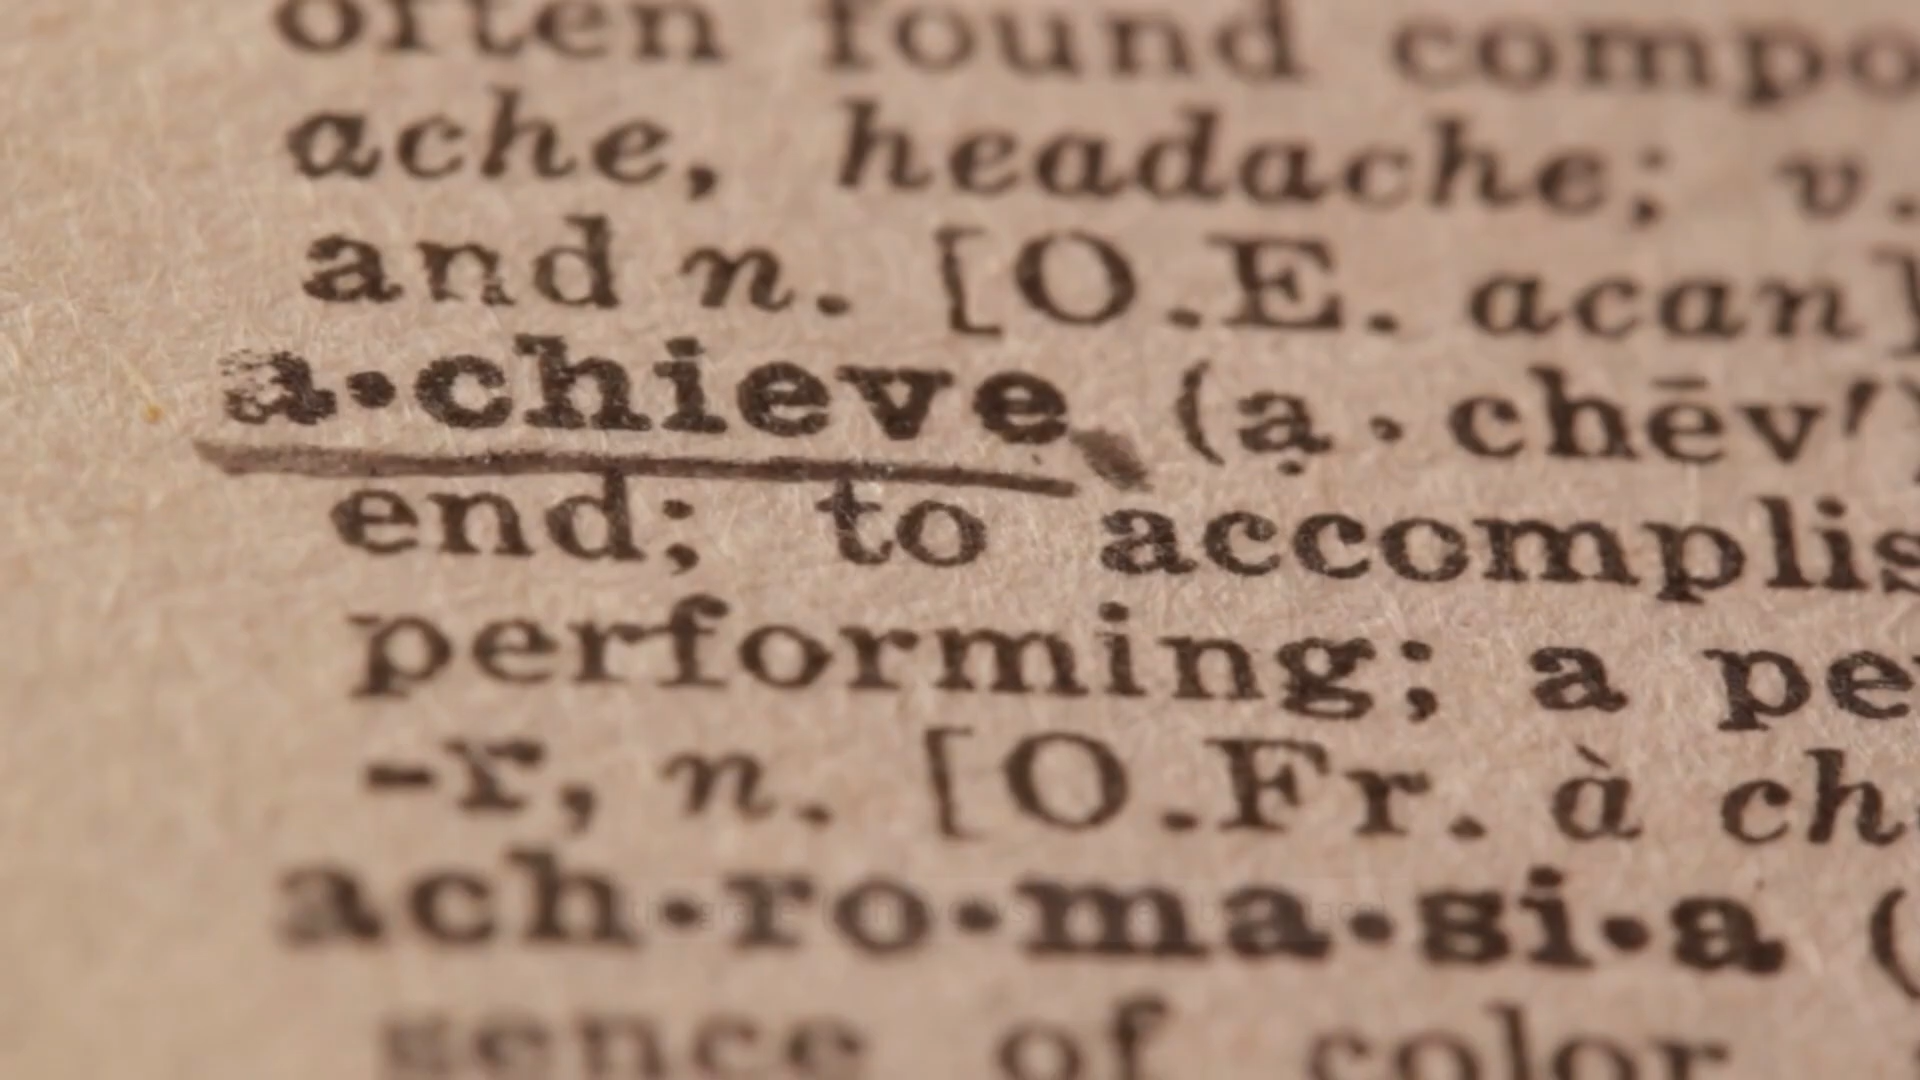 often found compo
ache, headache; v.
and n. [O.E. acan]
a·chieve (ạ·chēv′)
end; to accomplis
performing; a pe
-r, n. [O.Fr. à ch
ach·ro·ma·si·a (
sence of color